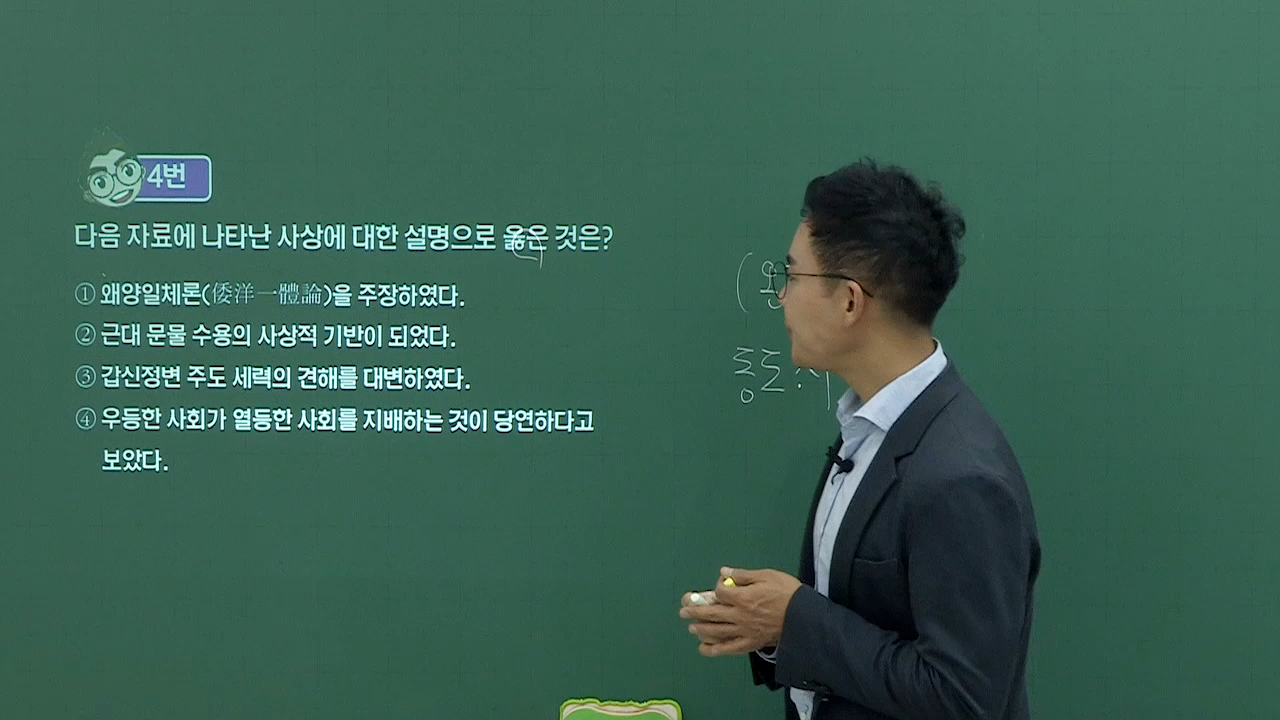 4번
다음 자료에 나타난 사상에 대한 설명으로 옳은 것은?
① 왜양일체론(倭洋一體論)을 주장하였다.
② 근대 문물 수용의 사상적 기반이 되었다.
③ 갑신정변 주도 세력의 견해를 대변하였다.
④ 우등한 사회가 열등한 사회를 지배하는 것이 당연하다고
보았다.